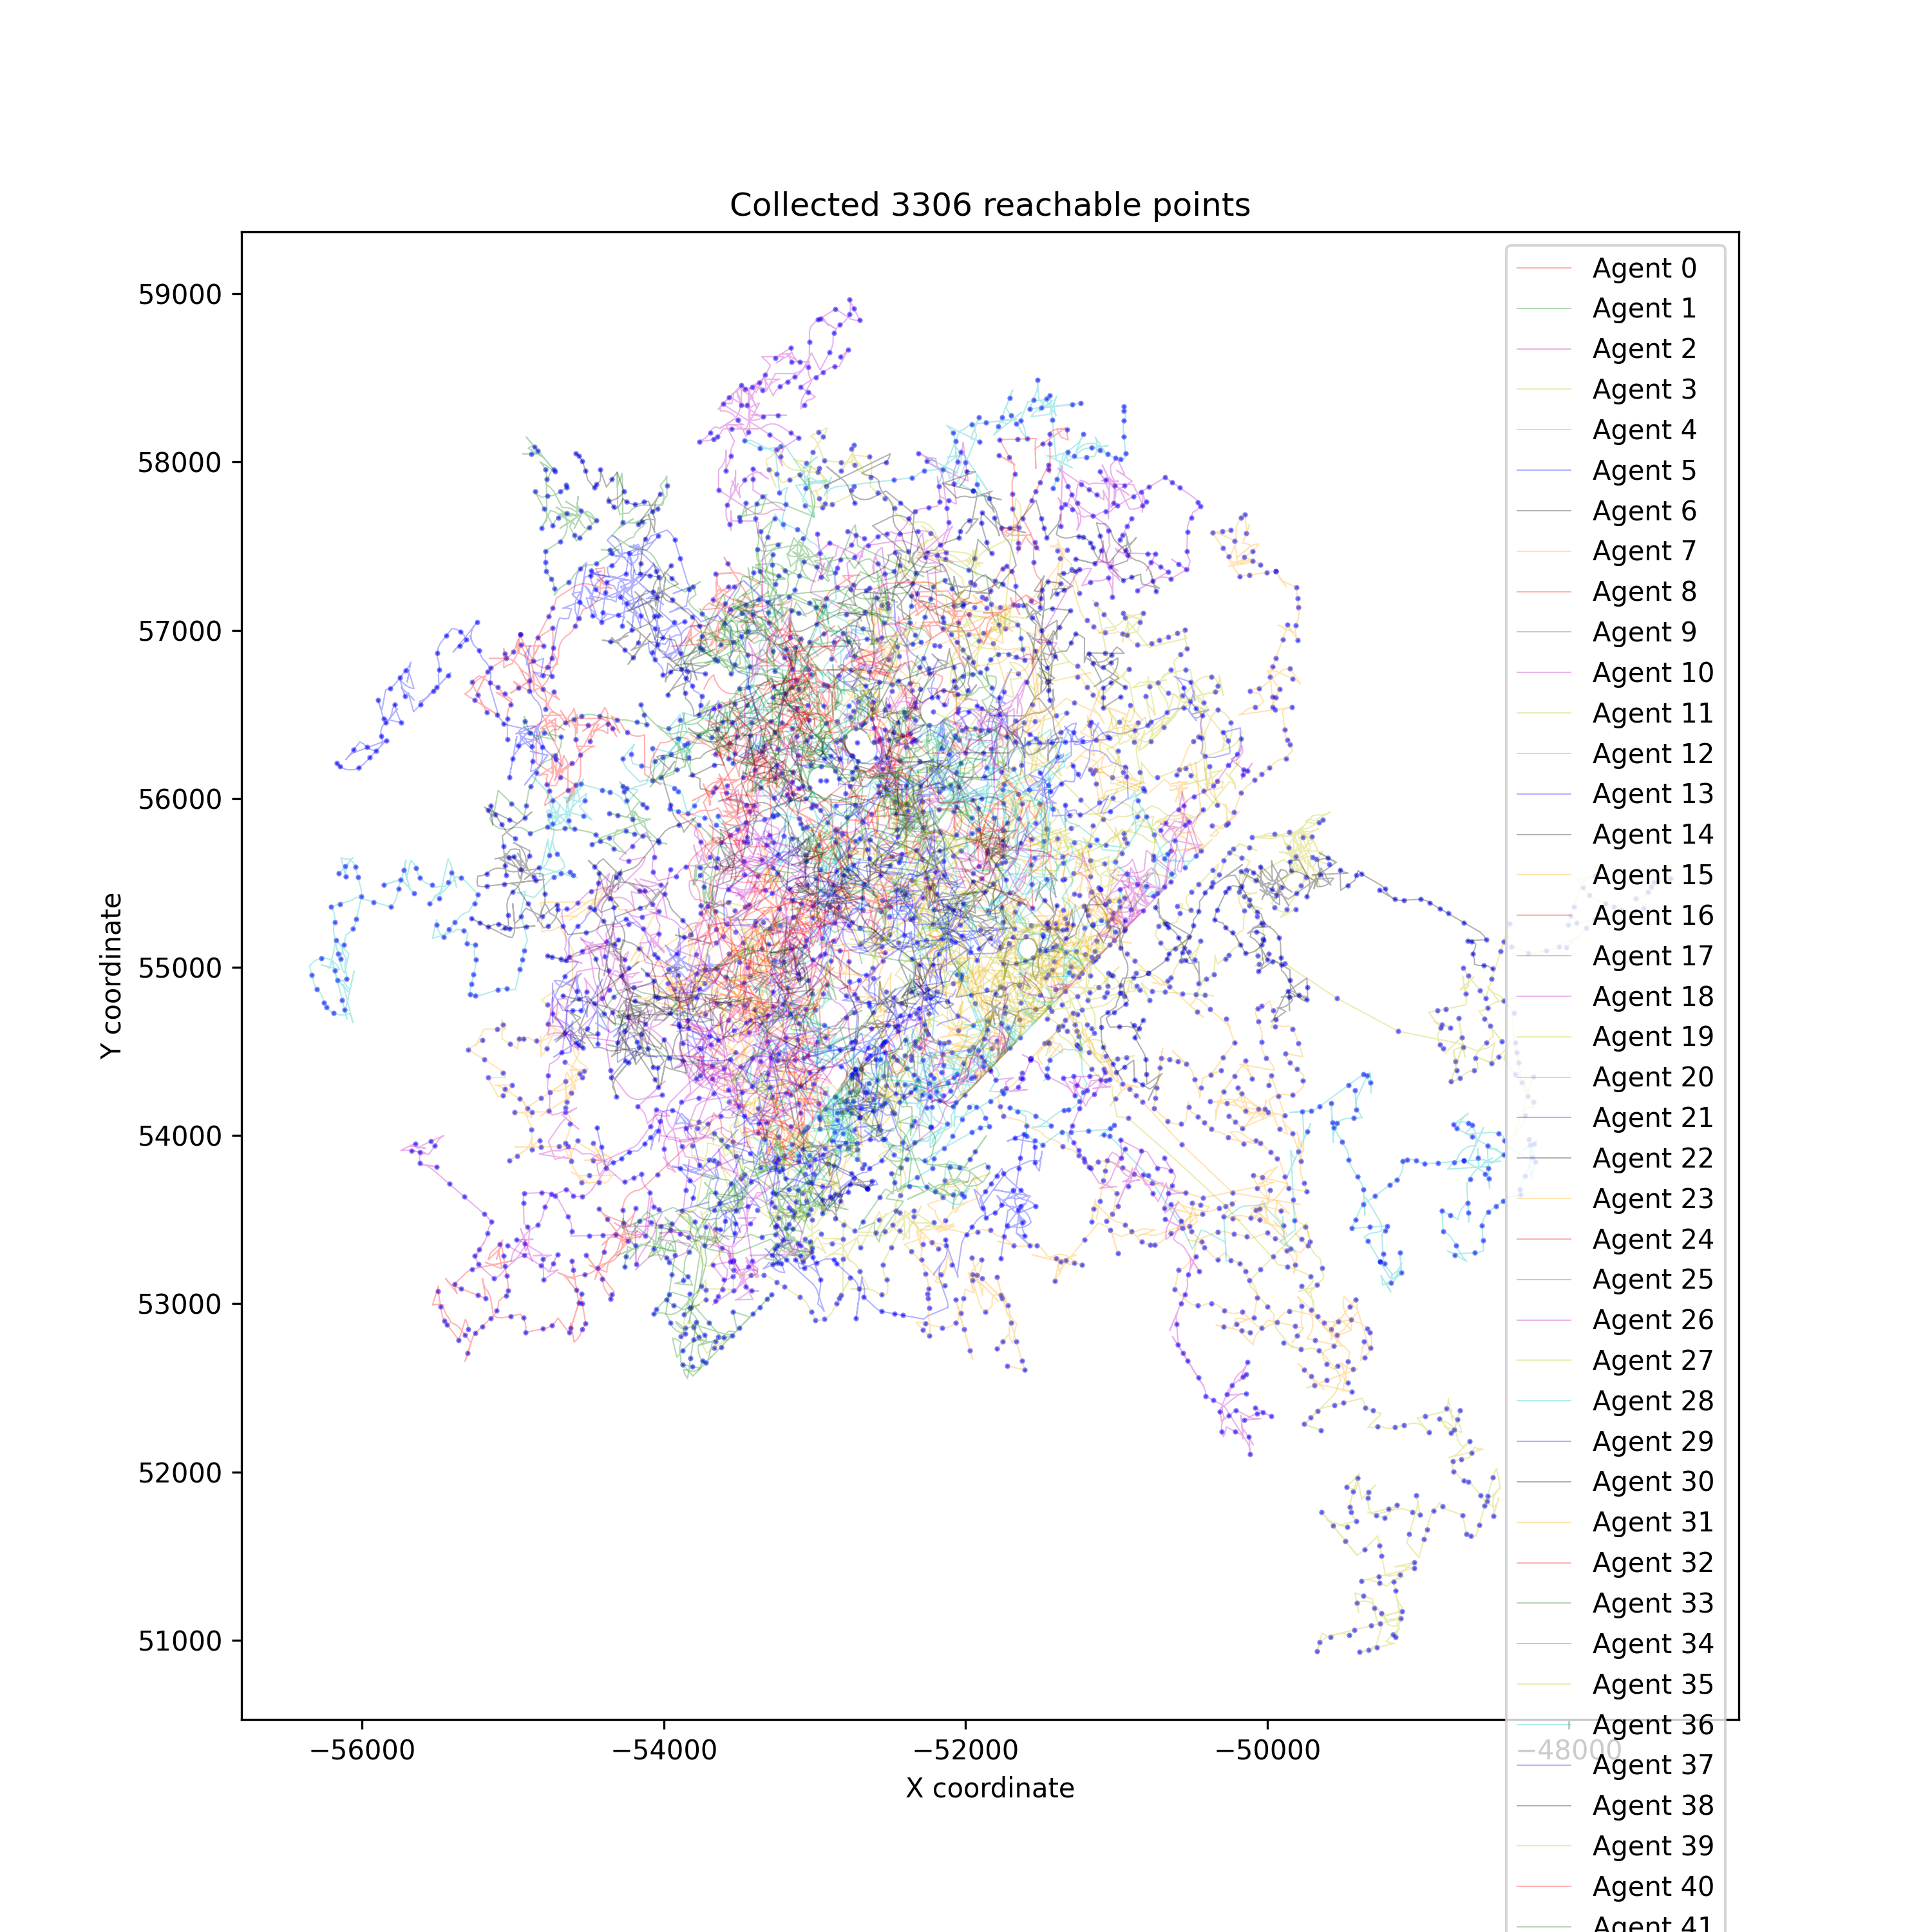 Collected 3306 reachable points
Y coordinate
59000
58000
57000
56000
55000
54000
53000
52000
51000
−56000
−54000
−52000
−50000
−48000
X coordinate
Agent 0
Agent 1
Agent 2
Agent 3
Agent 4
Agent 5
Agent 6
Agent 7
Agent 8
Agent 9
Agent 10
Agent 11
Agent 12
Agent 13
Agent 14
Agent 15
Agent 16
Agent 17
Agent 18
Agent 19
Agent 20
Agent 21
Agent 22
Agent 23
Agent 24
Agent 25
Agent 26
Agent 27
Agent 28
Agent 29
Agent 30
Agent 31
Agent 32
Agent 33
Agent 34
Agent 35
Agent 36
Agent 37
Agent 38
Agent 39
Agent 40
Agent 41